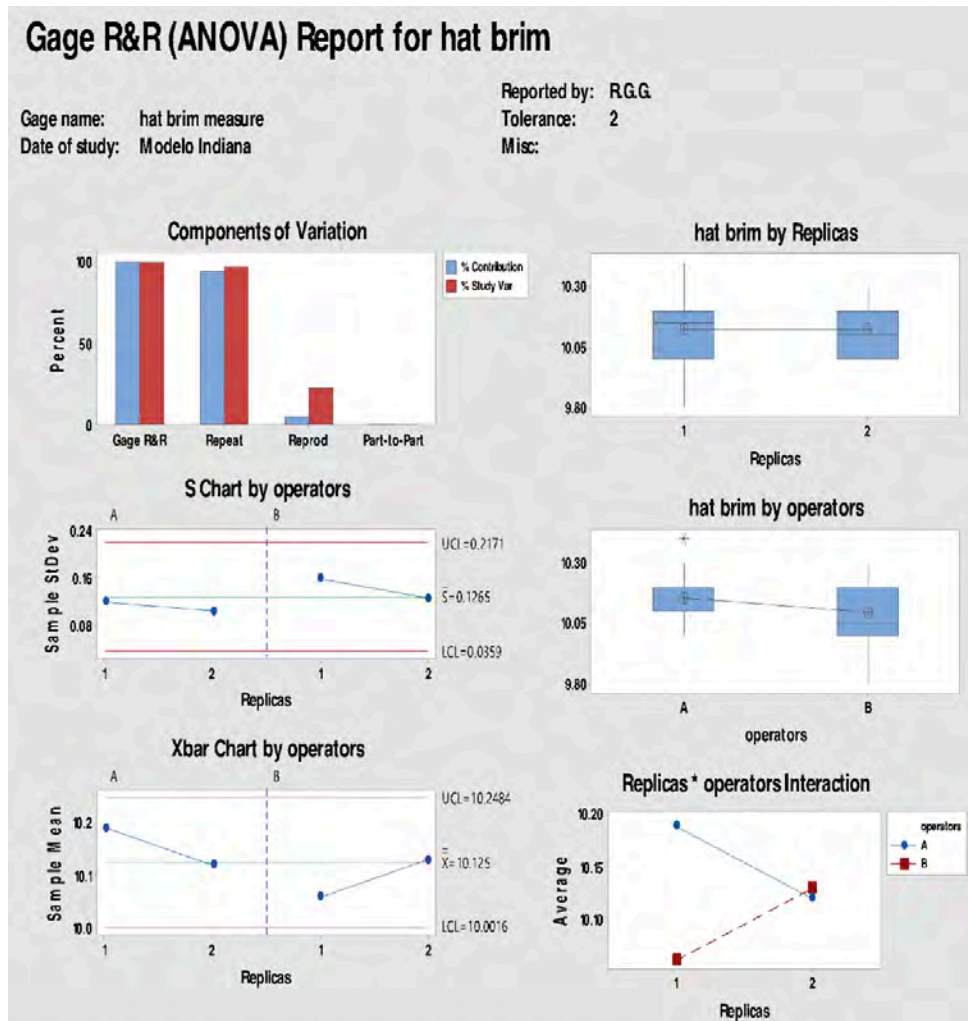 Gage R&R (ANOVA) Report for hat brim
Reported by: R.G.G.
Gage name: hat brim measure
Tolerance: 2
Date of study: Modelo Indiana
Misc:
Components of Variation
100
50
0
Percent
Gage R&R Repeat Reprod Part-to-Part
% Contribution
% Study Var
hat brim by Replicas
10.30
10.05
9.80
1 2
Replicas
S Chart by operators
A B
0.24
0.16
0.08
Sample StDev
UCL=0.2171
S=0.1265
LCL=0.0359
1 2 1 2
Replicas
hat brim by operators
10.30
10.05
9.80
A B
operators
Xbar Chart by operators
A B
10.2
10.1
10.0
Sample Mean
UCL=10.2484
X=10.125
LCL=10.0016
1 2 1 2
Replicas
Replicas * operators Interaction
10.20
10.5
10.10
Average
operators
A
B
1 2
Replicas